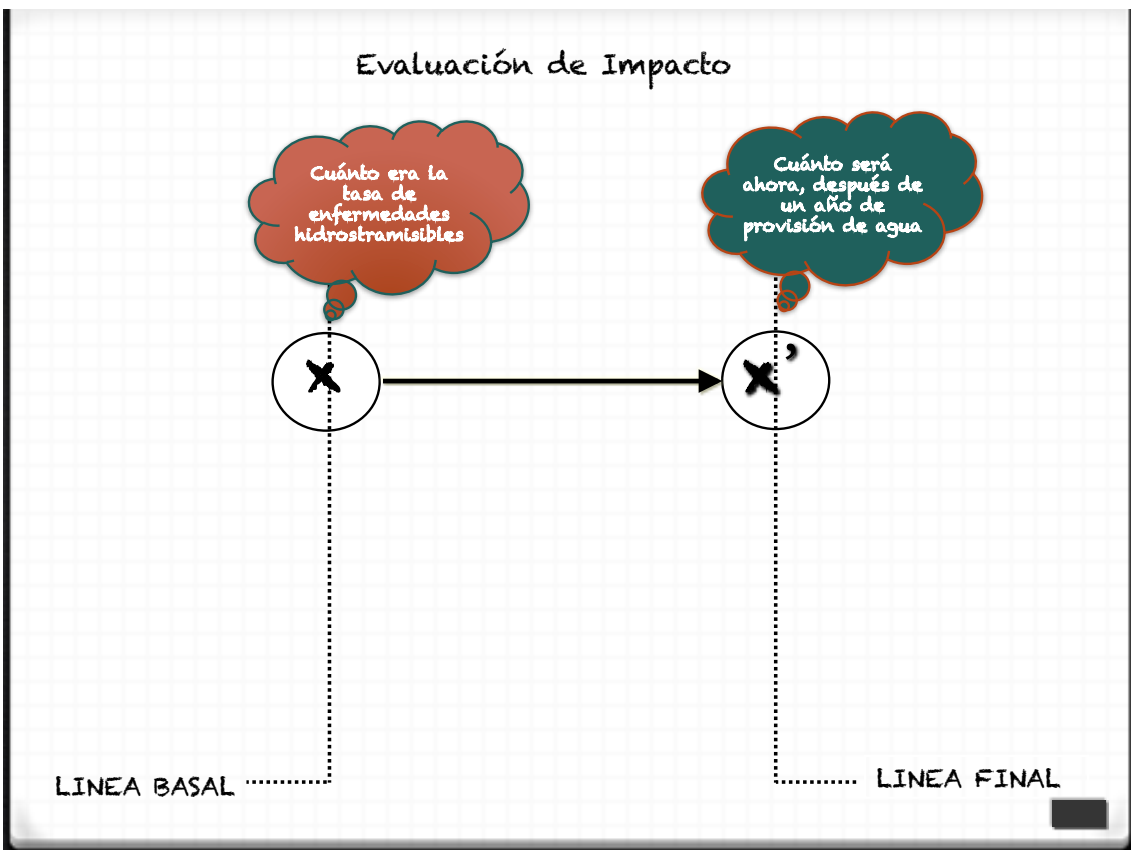 Evaluación de Impacto
Cuánto era la
tasa de
enfermedades
hidrostramisibles
Cuánto será
ahora, después de
un año de
provisión de agua
x
x’
LINEA BASAL
LINEA FINAL